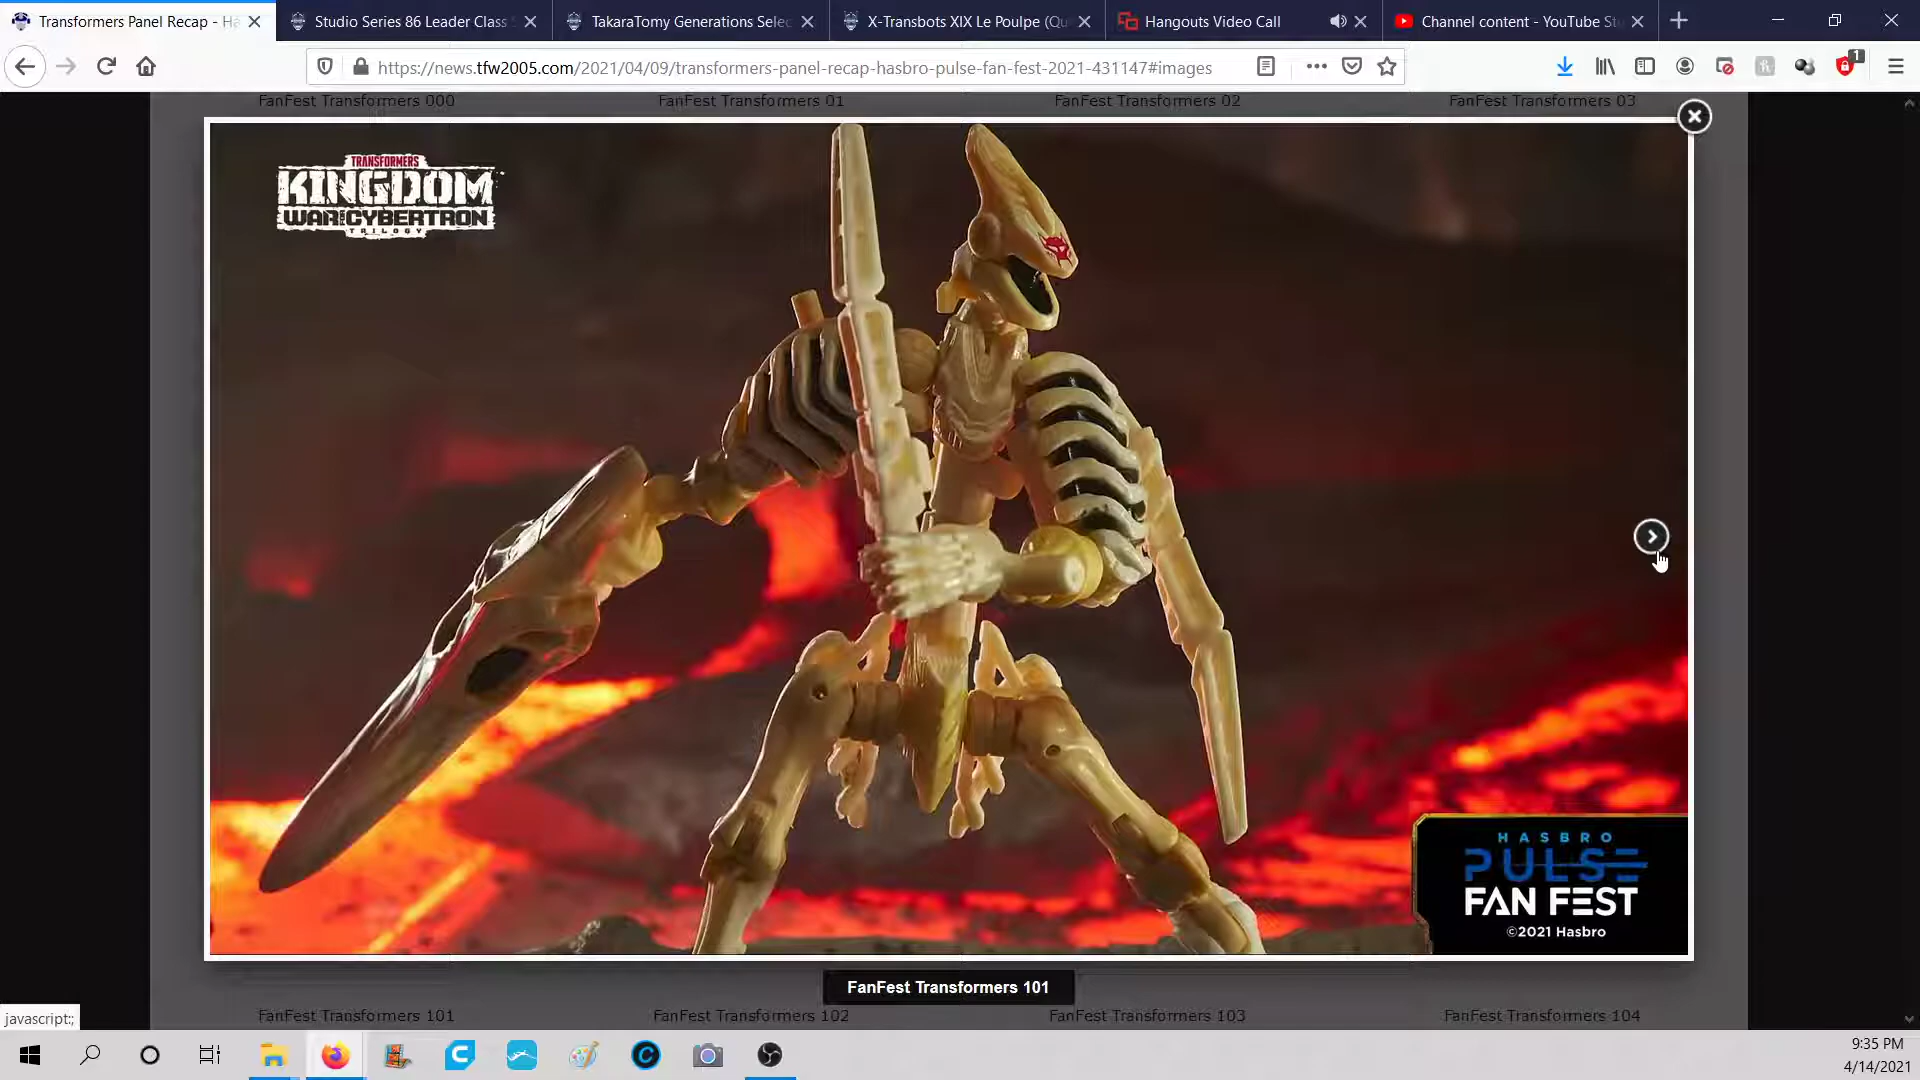 Transformers Panel Recap - Ha
Studio Series 86 Leader Class S
TakaraTomy Generations Selec
X-Transbots XIX Le Poulpe (Qu
Hangouts Video Call
Channel content - YouTube St
https://news.tfw2005.com/2021/04/09/transformers-panel-recap-hasbro-pulse-fan-fest-2021-431147#images
1
FanFest Transformers 000
FanFest Transformers 01
FanFest Transformers 02
FanFest Transformers 03
TRANSFORMERS
KINGDOM
WAR FOR CYBERTRON
TRILOGY
HASBRO
PULSE
FAN FEST
©2021 Hasbro
FanFest Transformers 101
FanFest Transformers 101
FanFest Transformers 102
FanFest Transformers 103
FanFest Transformers 104
javascript:;
9:35 PM
4/14/2021